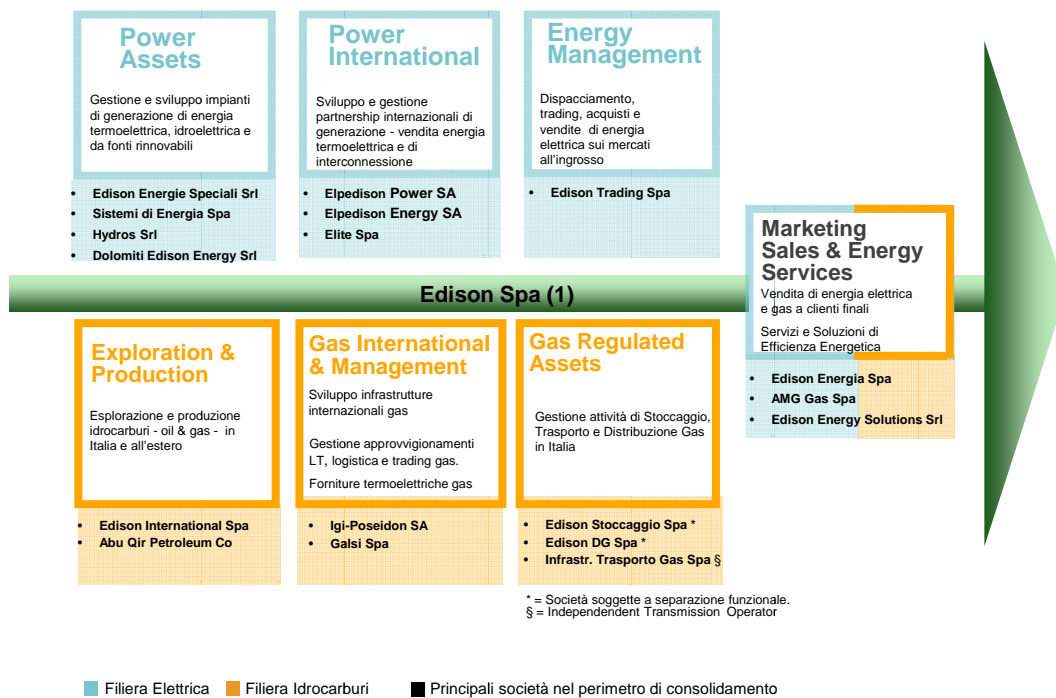 Power
Assets
Gestione e sviluppo impianti
di generazione di energia
termoelettrica, idroelettrica e
da fonti rinnovabili
• Edison Energie Speciali Srl
• Sistemi di Energia Spa
• Hydros Srl
• Dolomiti Edison Energy Srl
Power
International
Sviluppo e gestione
partnership internazionali di
generazione - vendita energia
termoelettrica e di
interconnessione
• Elpedison Power SA
• Elpedison Energy SA
• Elite Spa
Energy
Management
Dispacciamento,
trading, acquisti e
vendite di energia
elettrica sui mercati
all'ingrosso
• Edison Trading Spa
Marketing
Sales & Energy
Services
Vendita di energia elettrica
e gas a clienti finali
Servizi e Soluzioni di
Efficienza Energetica
• Edison Energia Spa
• AMG Gas Spa
• Edison Energy Solutions Srl
Edison Spa (1)
Exploration &
Production
Esplorazione e produzione
idrocarburi - oil & gas - in
Italia e all'estero
• Edison International Spa
• Abu Qir Petroleum Co
Gas International
& Management
Sviluppo infrastrutture
internazionali gas
Gestione approvvigionamenti
LT, logistica e trading gas.
Forniture termoelettriche gas
• Igi-Poseidon SA
• Galsi Spa
Gas Regulated
Assets
Gestione attività di Stoccaggio,
Trasporto e Distribuzione Gas
in Italia
• Edison Stoccaggio Spa *
• Edison DG Spa *
• Infrastr. Trasporto Gas Spa §
* = Società soggette a separazione funzionale.
§ = Independendent Transmission Operator
Filiera Elettrica
Filiera Idrocarburi
Principali società nel perimetro di consolidamento